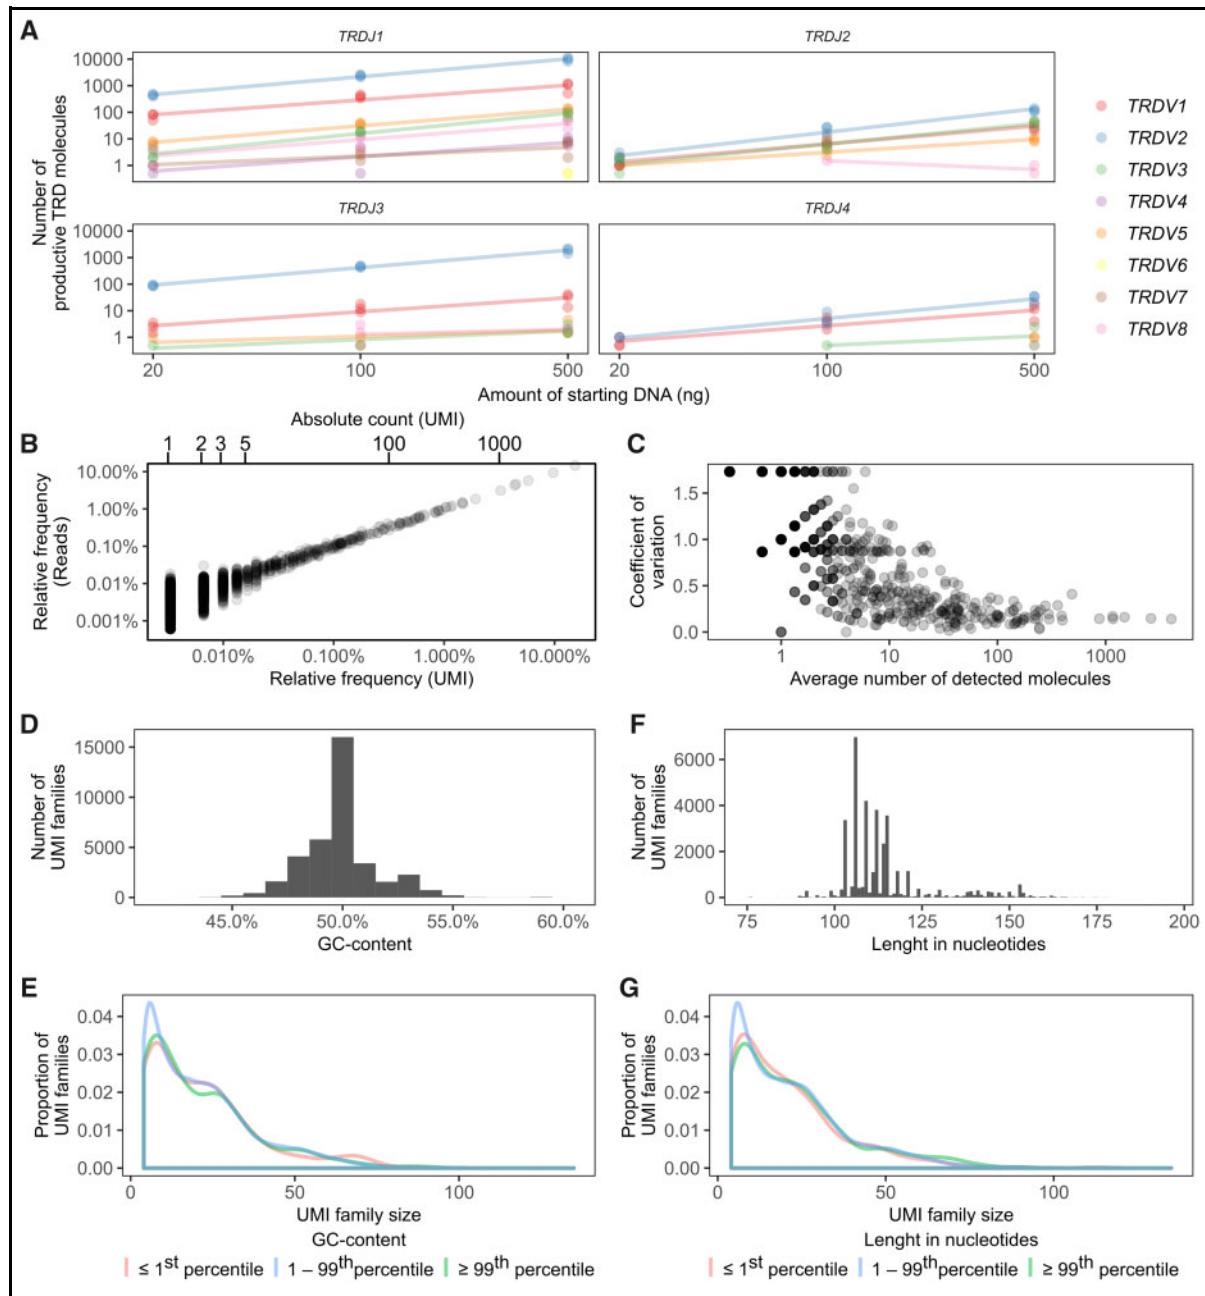 A
TRDJ1
TRDJ2
10000
1000
100
10
1
TRDJ3
TRDJ4
10000
1000
100
10
1
20
100
500
20
100
500
Number of
productive TRD molecules
Amount of starting DNA (ng)
TRDV1
TRDV2
TRDV3
TRDV4
TRDV5
TRDV6
TRDV7
TRDV8
B
Absolute count (UMI)
1
2
3
5
100
1000
10.00%
1.00%
0.10%
0.01%
0.001%
Relative frequency
(Reads)
0.010%
0.100%
1.000%
10.000%
Relative frequency (UMI)
C
1.5
1.0
0.5
0.0
Coefficient of
variation
1
10
100
1000
Average number of detected molecules
D
15000
10000
5000
0
Number of
UMI families
45.0%
50.0%
55.0%
60.0%
GC-content
F
6000
4000
2000
0
Number of
UMI families
75
100
125
150
175
200
Lenght in nucleotides
E
0.04
0.03
0.02
0.01
0.00
Proportion of
UMI families
0
50
100
UMI family size
GC-content
≤ 1st percentile
1 – 99th percentile
≥ 99th percentile
G
0.04
0.03
0.02
0.01
0.00
Proportion of
UMI families
0
50
100
UMI family size
Lenght in nucleotides
≤ 1st percentile
1 – 99th percentile
≥ 99th percentile